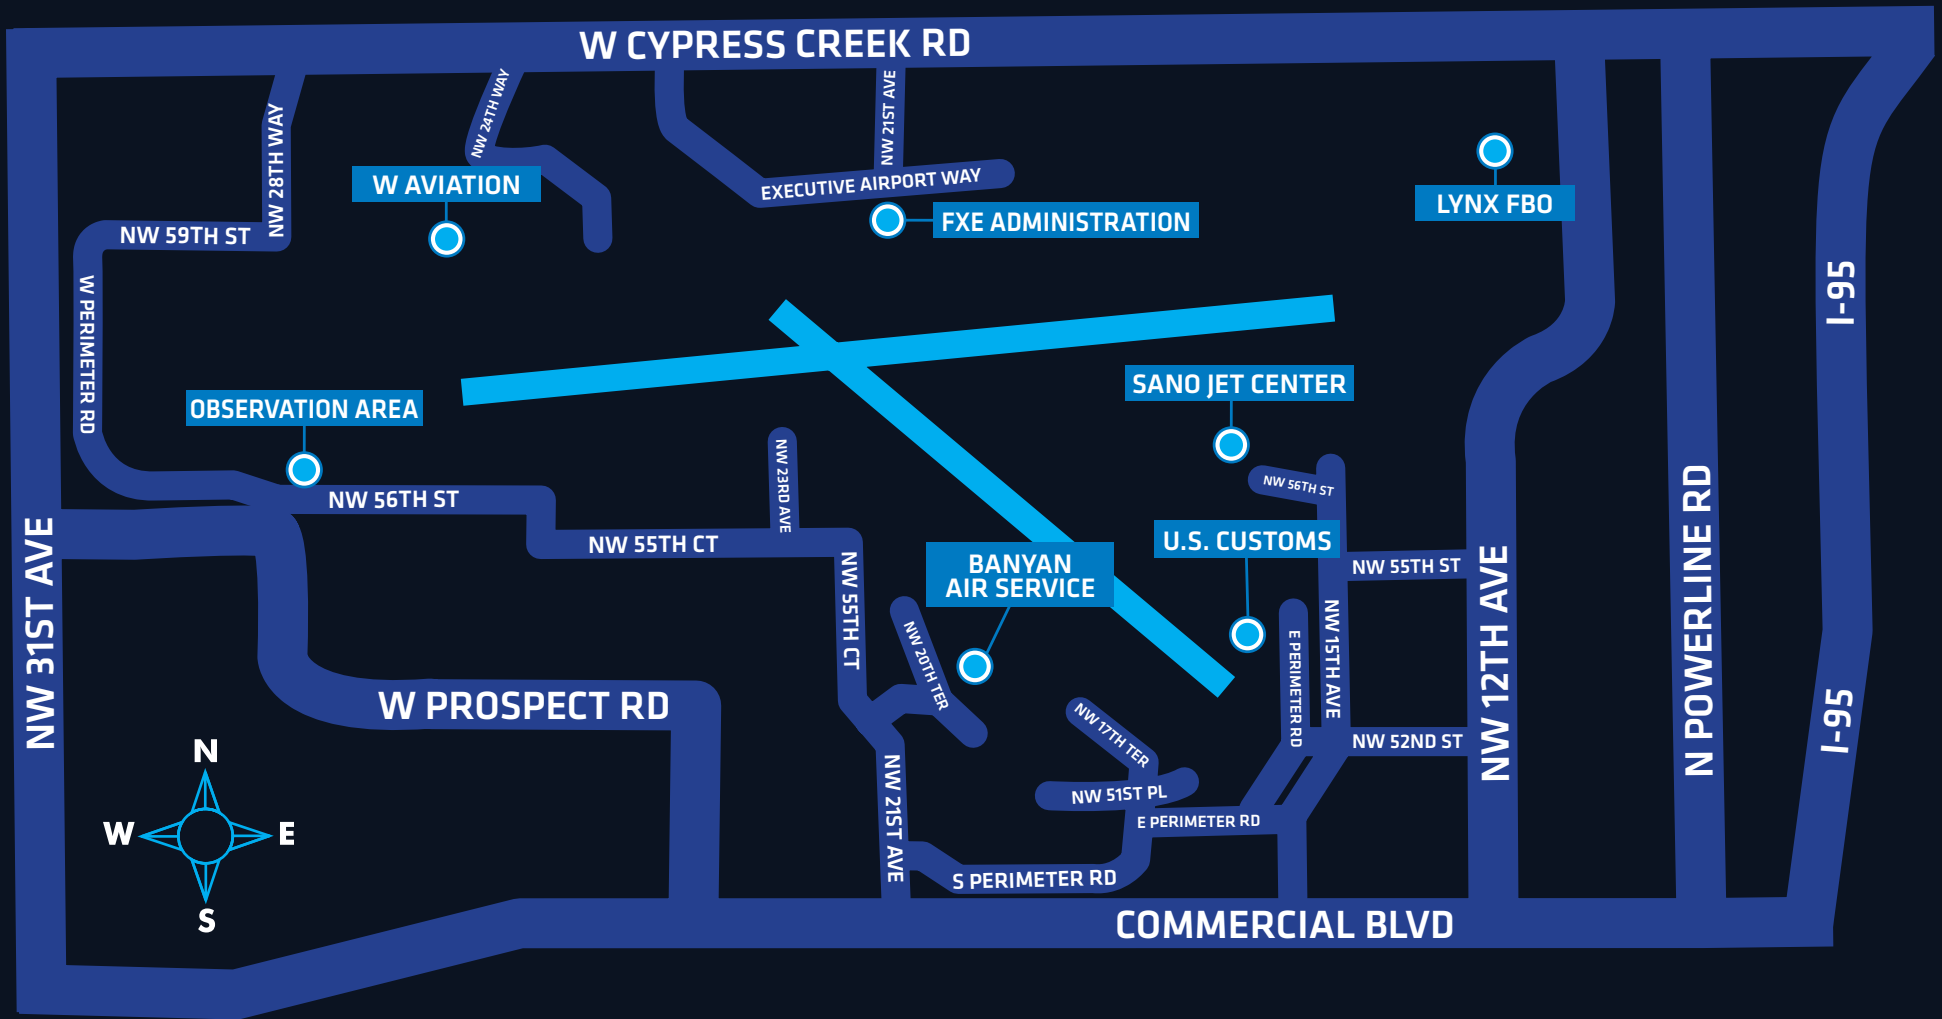 W CYPRESS CREEK RD
NW 28TH WAY
NW 24TH WAY
NW 21ST AVE
W AVIATION
EXECUTIVE AIRPORT WAY
LYNX FBO
FXE ADMINISTRATION
NW 59TH ST
W PERIMETER RD
I-95
SANO JET CENTER
OBSERVATION AREA
NW 23RD AVE
NW 56TH ST
NW 56TH ST
NW 55TH CT
U.S. CUSTOMS
BANYAN
AIR SERVICE
NW 55TH ST
NW 31ST AVE
NW 55TH CT
NW 20TH TER
E PERIMETER RD
NW 15TH AVE
NW 12TH AVE
N POWERLINE RD
W PROSPECT RD
I-95
NW 17TH TER
NW 52ND ST
N
W
E
S
NW 51ST PL
E PERIMETER RD
NW 21ST AVE
S PERIMETER RD
COMMERCIAL BLVD